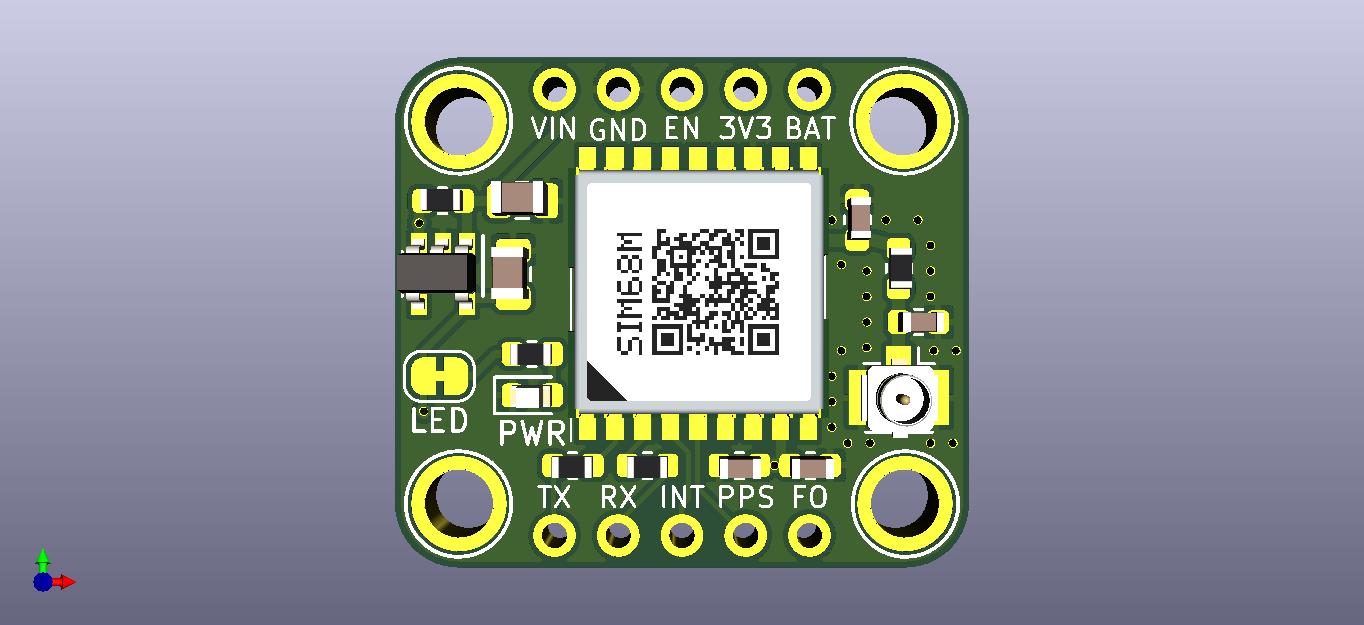 VIN GND EN 3V3 BAT
SIM68M
LED
PWR
TX RX INT PPS FO